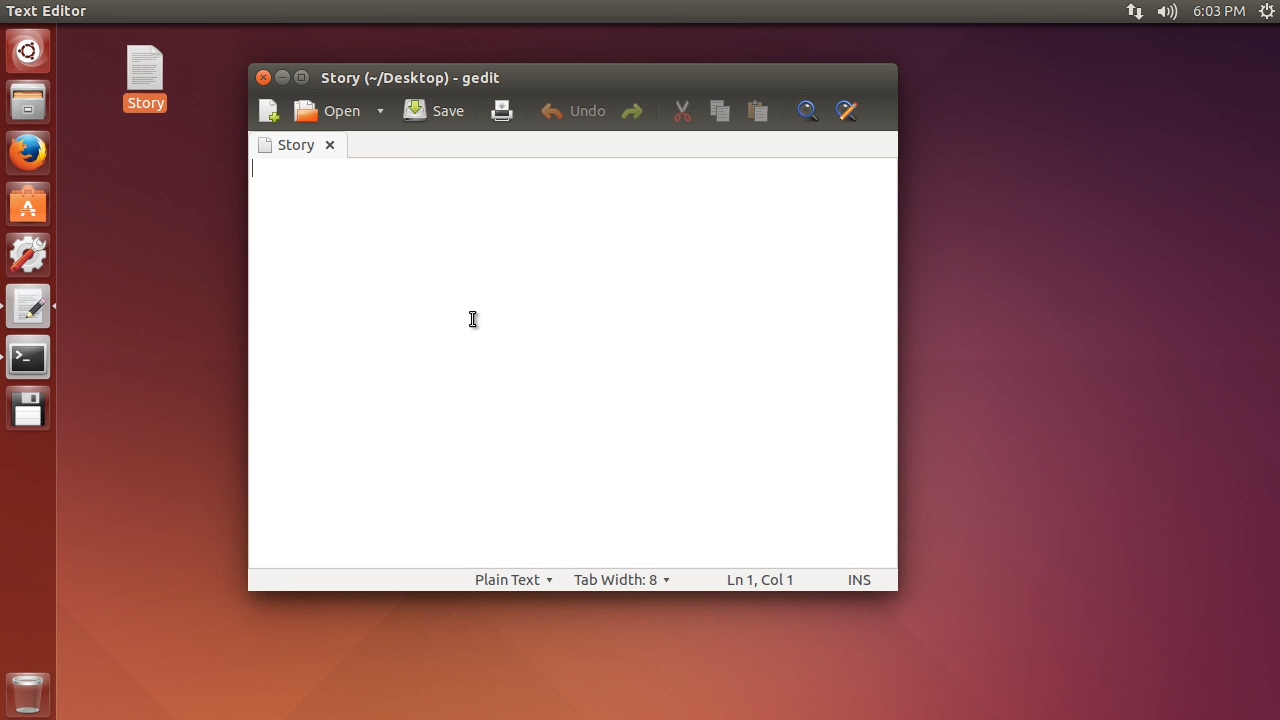 Text Editor
6:03 PM
Story
Story (~/Desktop) - gedit
Open
Save
Undo
Story
Plain Text
Tab Width: 8
Ln 1, Col 1
INS